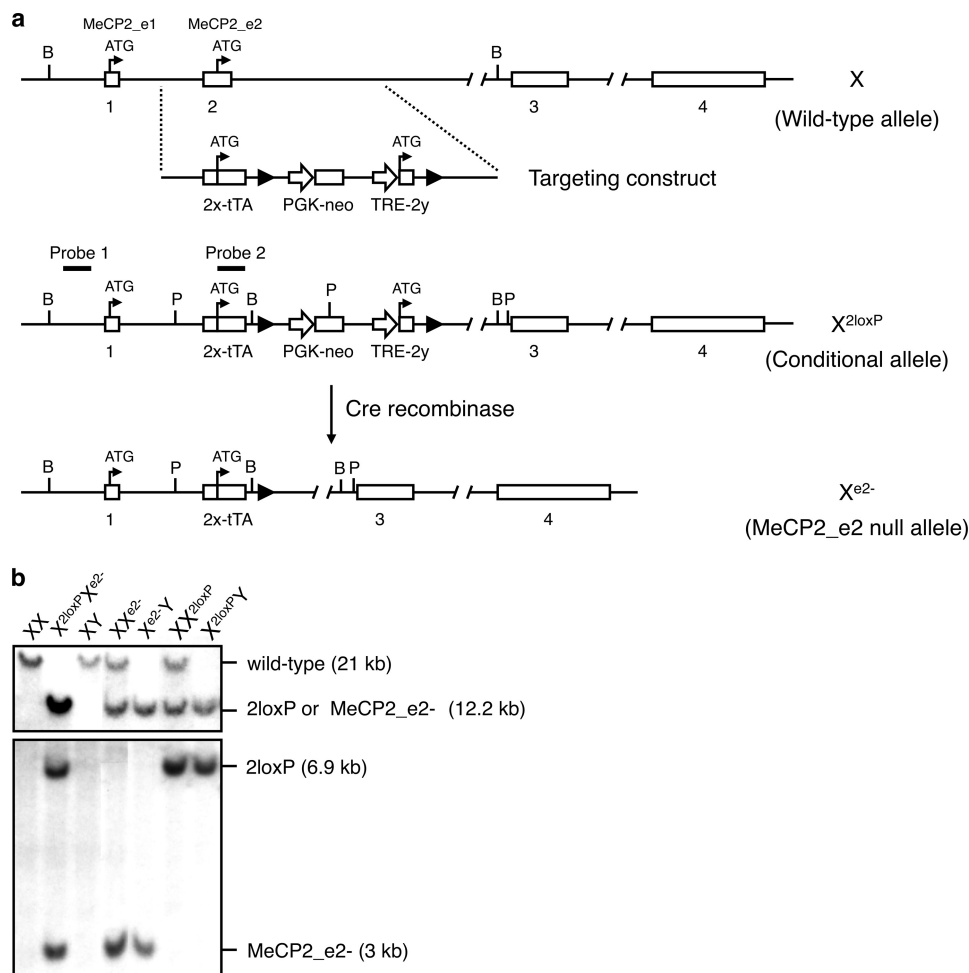 a
MeCP2_e1 MeCP2_e2
B ATG ATG B
1 2 3 4
X
(Wild-type allele)
ATG ATG
2x-tTA PGK-neo TRE-2y
Targeting construct
Probe 1 Probe 2
B ATG P ATG B P ATG B P
1 2x-tTA PGK-neo TRE-2y 3 4
X2loxP
(Conditional allele)
Cre recombinase
B ATG P ATG B B P
1 2x-tTA 3 4
Xe2-
(MeCP2_e2 null allele)
b
XX X2loxPXe2- XY XXe2- Xe2-Y XX2loxP X2loxPY
wild-type (21 kb)
2loxP or MeCP2_e2- (12.2 kb)
2loxP (6.9 kb)
MeCP2_e2- (3 kb)